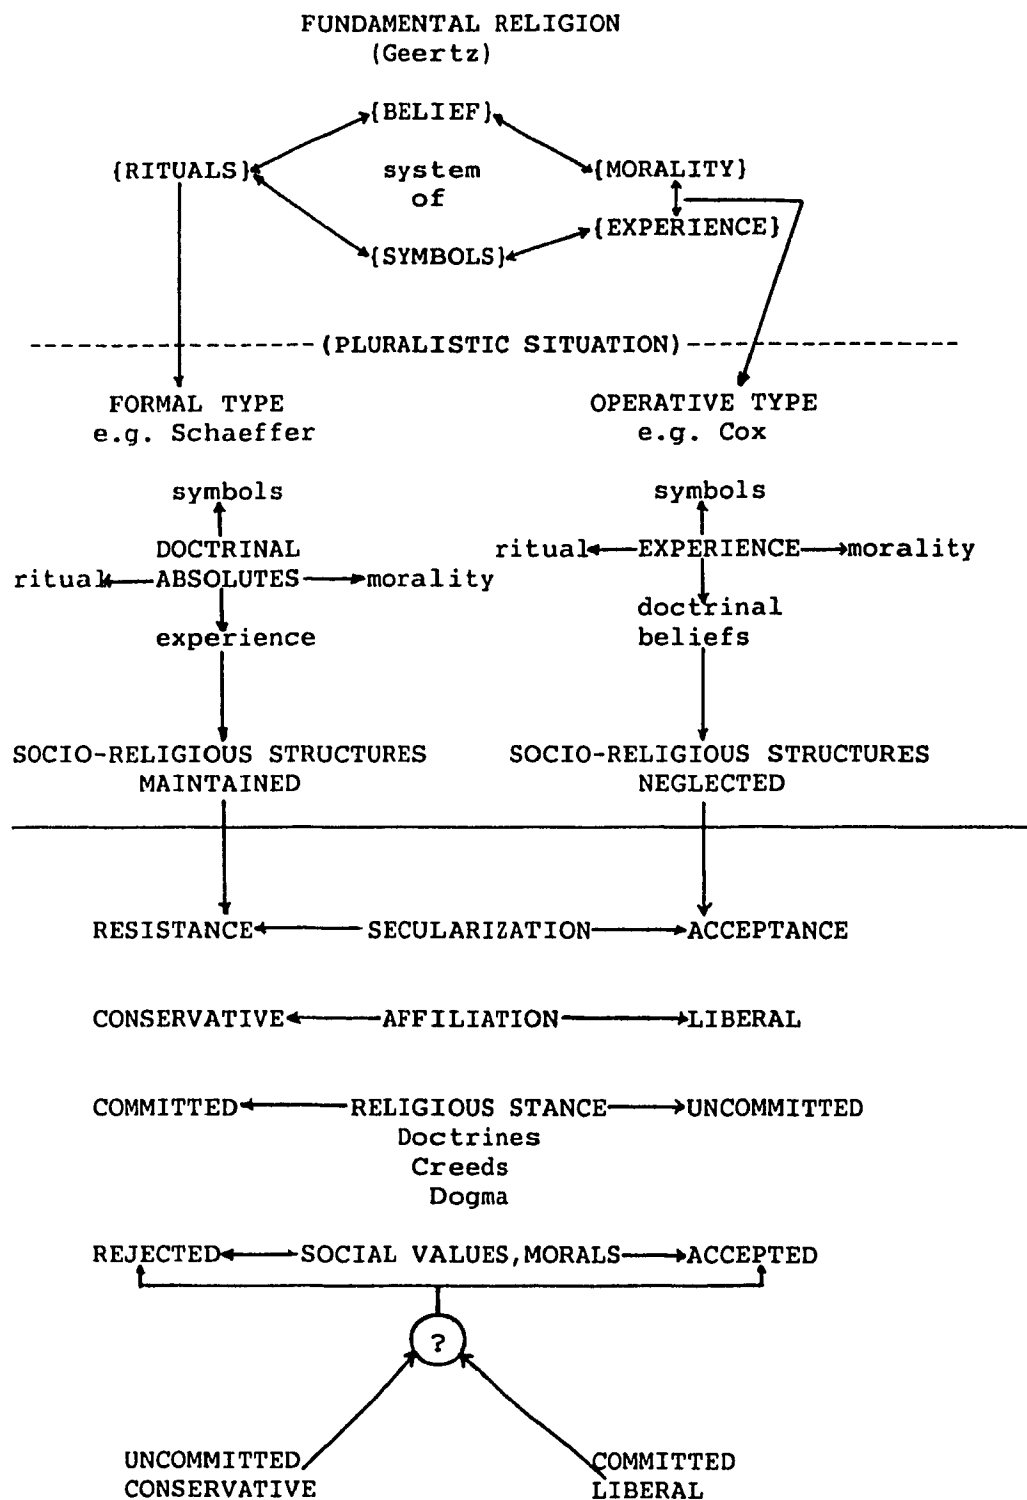 FUNDAMENTAL RELIGION
(Geertz)
{BELIEF}
{RITUALS} system {MORALITY}
of
{EXPERIENCE}
{SYMBOLS}
(PLURALISTIC SITUATION)
FORMAL TYPE
e.g. Schaeffer
OPERATIVE TYPE
e.g. Cox
symbols
DOCTRINAL
ritual ABSOLUTES morality
experience
symbols
ritual EXPERIENCE morality
doctrinal
beliefs
SOCIO-RELIGIOUS STRUCTURES
MAINTAINED
SOCIO-RELIGIOUS STRUCTURES
NEGLECTED
RESISTANCE SECULARIZATION ACCEPTANCE
CONSERVATIVE AFFILIATION LIBERAL
COMMITTED RELIGIOUS STANCE UNCOMMITTED
Doctrines
Creeds
Dogma
REJECTED SOCIAL VALUES,MORALS ACCEPTED
?
UNCOMMITTED
CONSERVATIVE
COMMITTED
LIBERAL